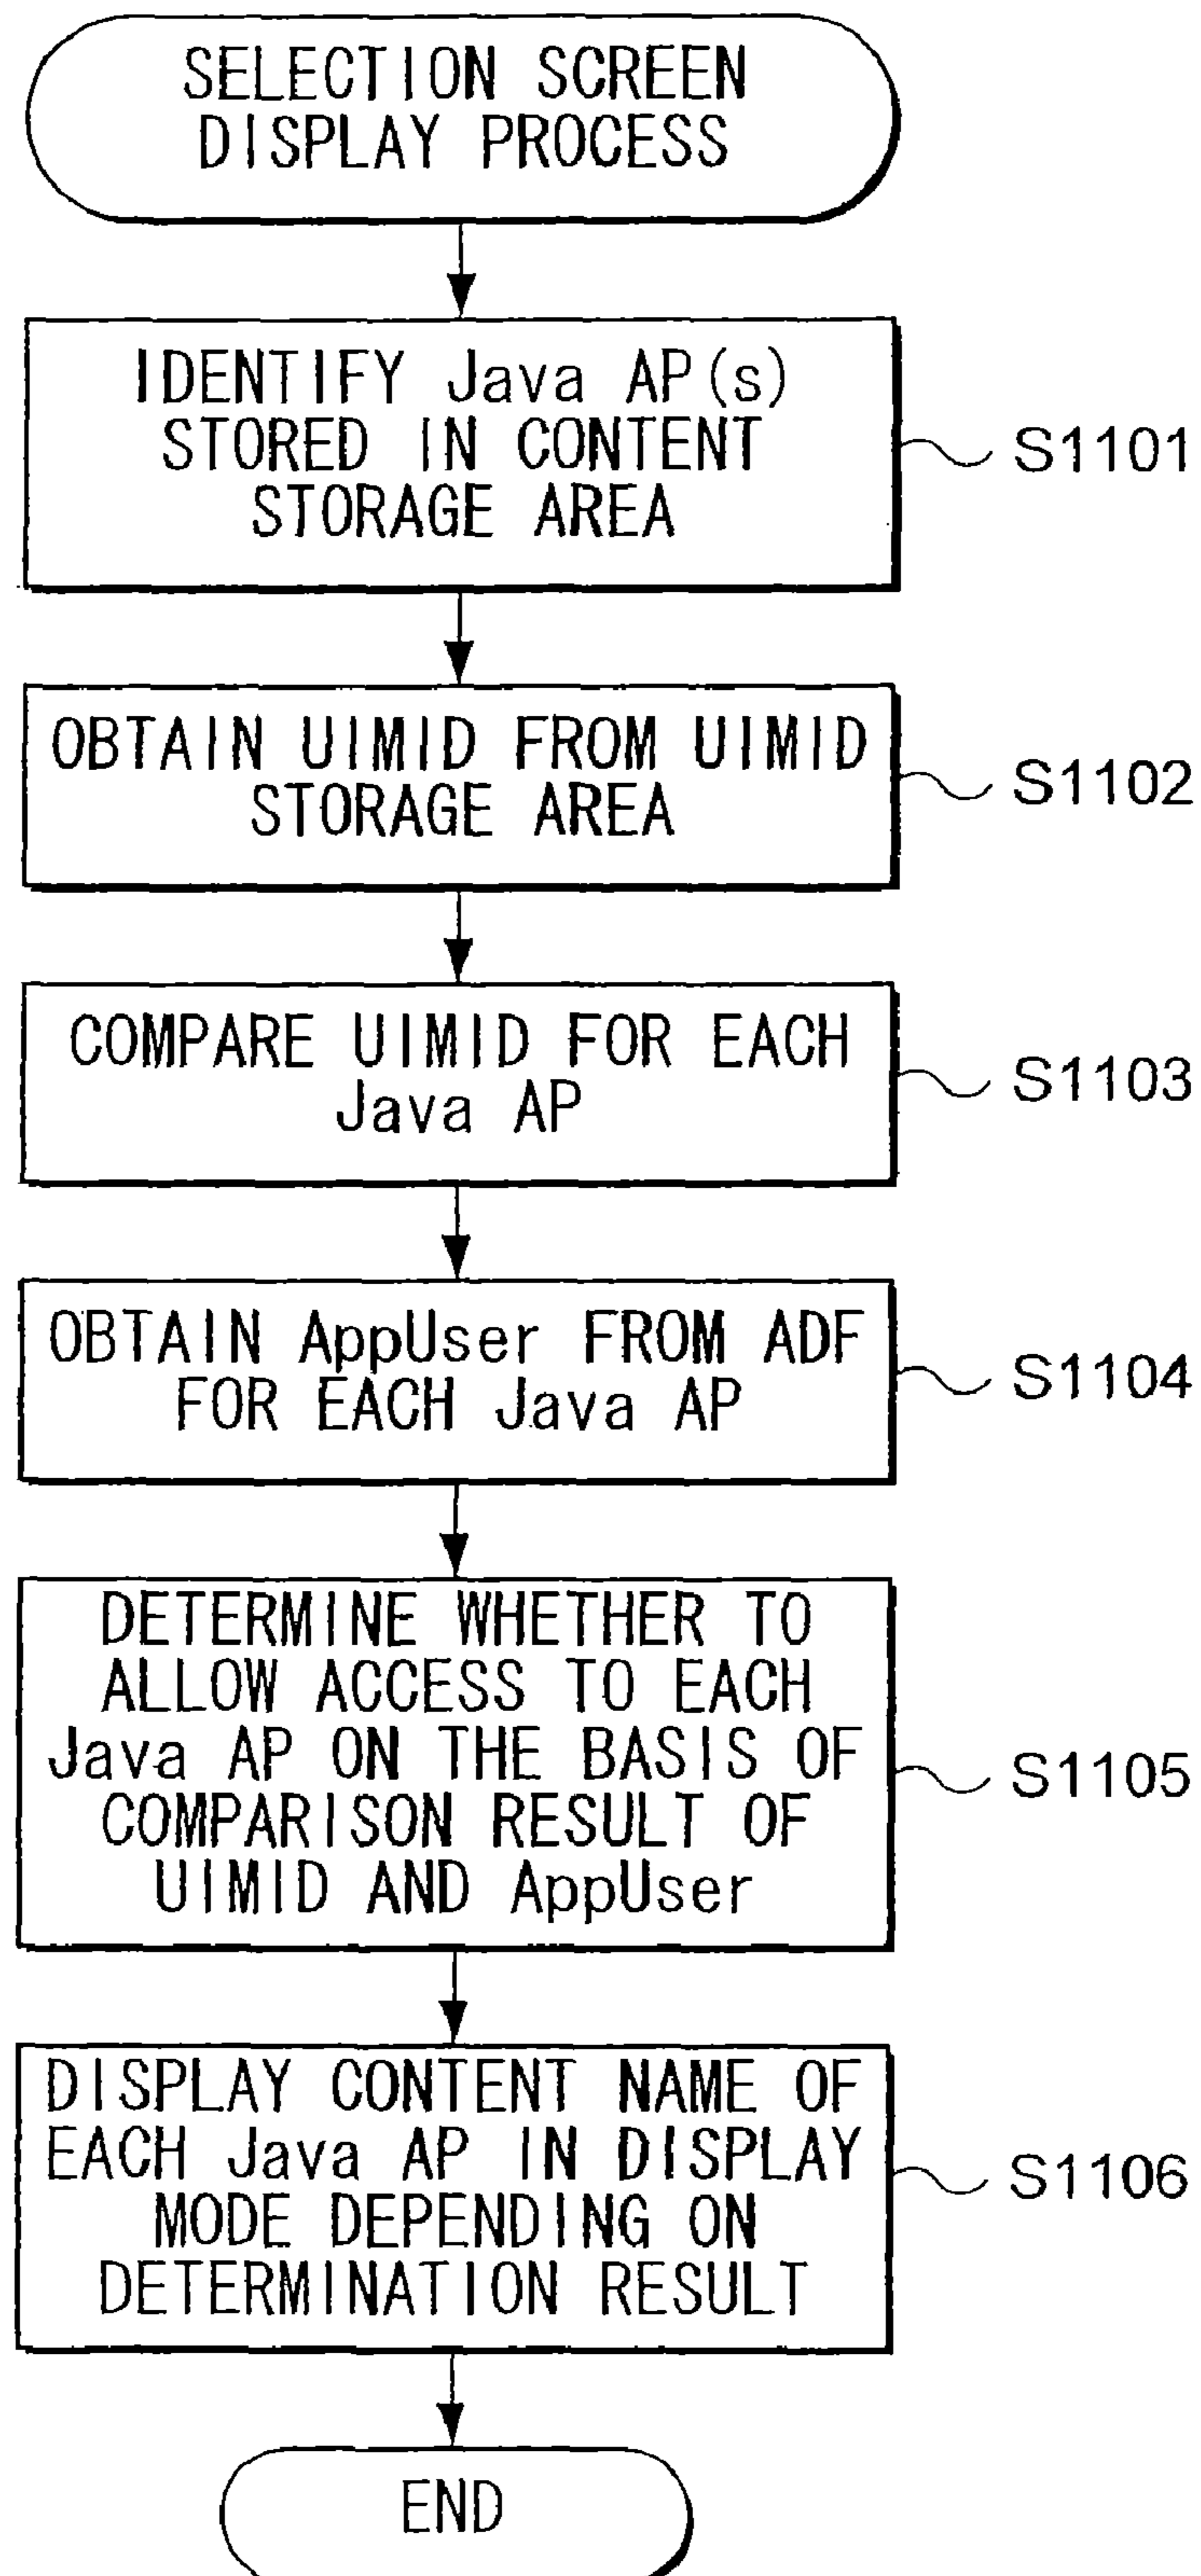 SELECTION SCREEN
DISPLAY PROCESS
IDENTIFY Java AP(s)
STORED IN CONTENT
STORAGE AREA
S1101
OBTAIN UIMID FROM UIMID
STORAGE AREA
S1102
COMPARE UIMID FOR EACH
Java AP
S1103
OBTAIN AppUser FROM ADF
FOR EACH Java AP
S1104
DETERMINE WHETHER TO
ALLOW ACCESS TO EACH
Java AP ON THE BASIS OF
COMPARISON RESULT OF
UIMID AND AppUser
S1105
DISPLAY CONTENT NAME OF
EACH Java AP IN DISPLAY
MODE DEPENDING ON
DETERMINATION RESULT
S1106
END